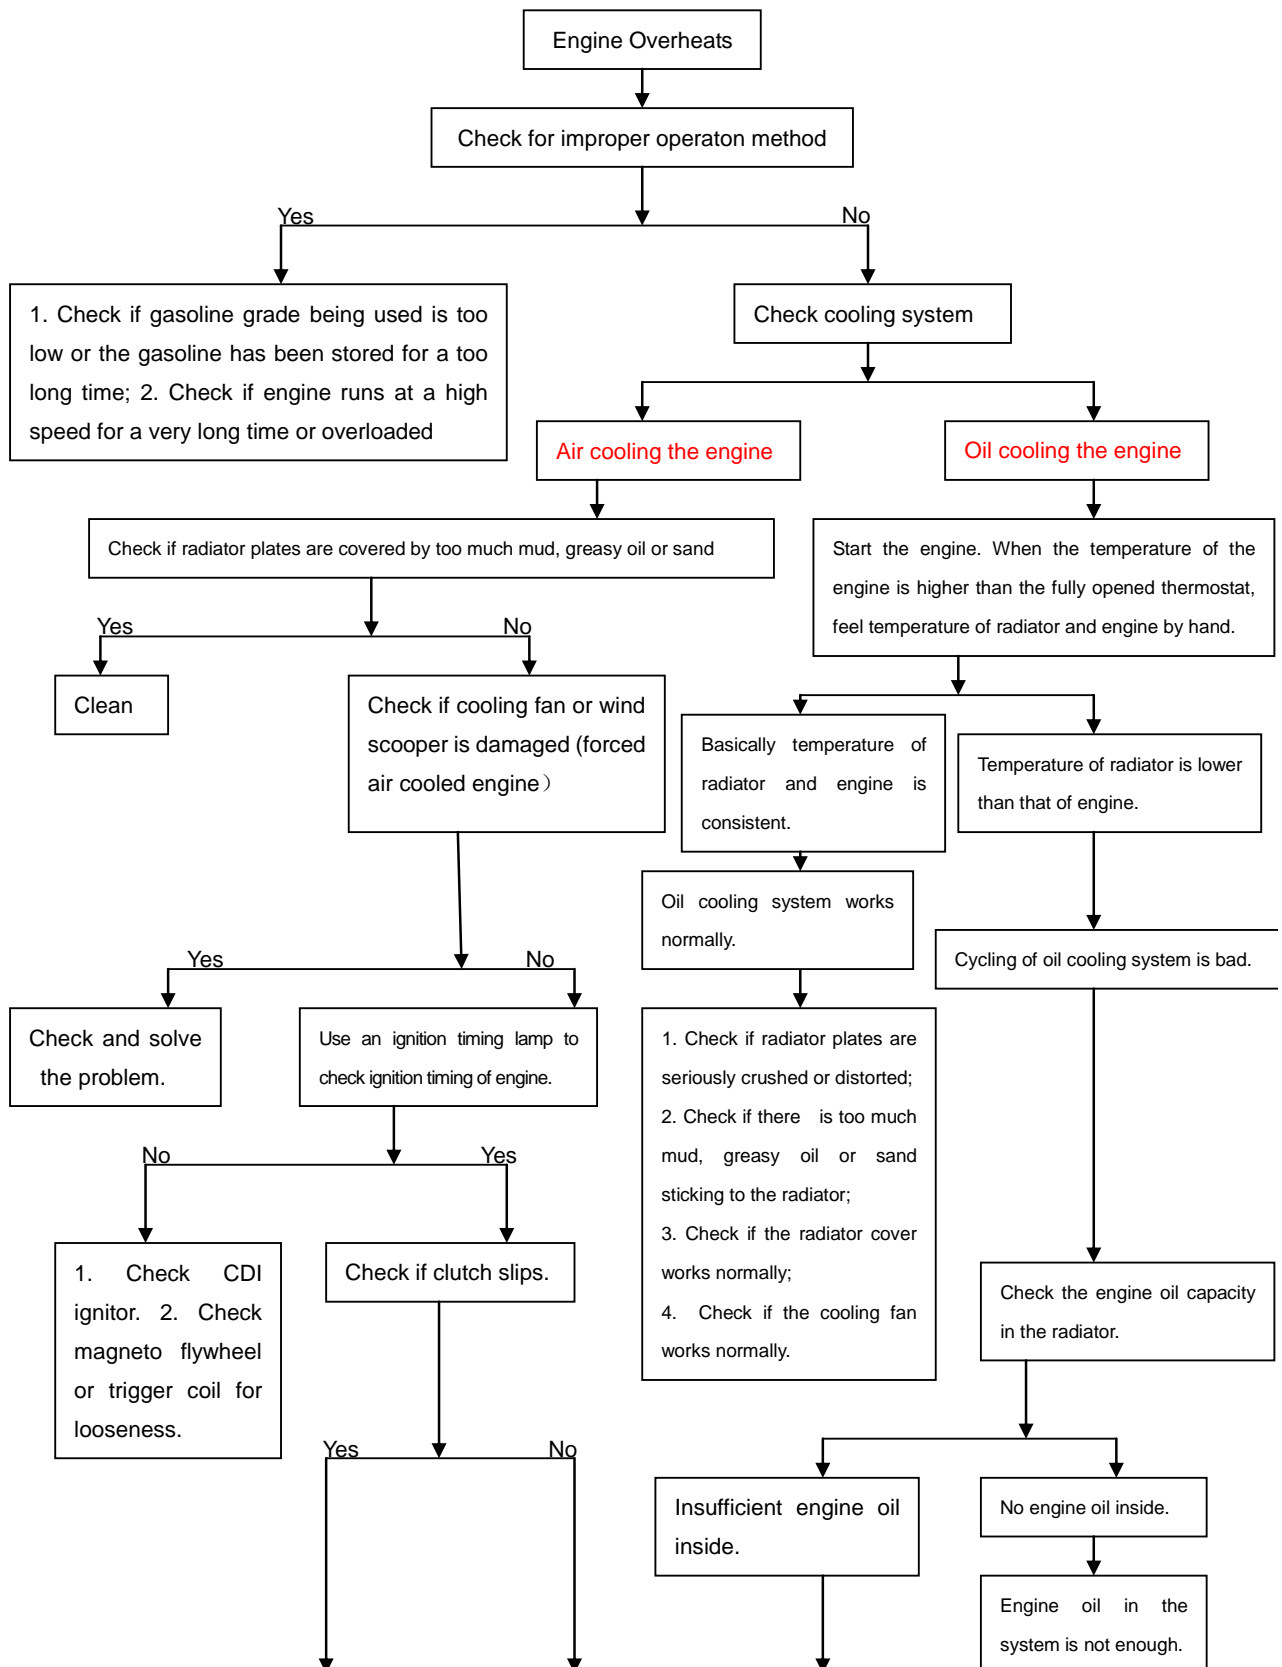 Engine Overheats
Check for improper operaton method
Yes
No
1. Check if gasoline grade being used is too
low or the gasoline has been stored for a too
long time; 2. Check if engine runs at a high
speed for a very long time or overloaded
Check cooling system
Air cooling the engine
Oil cooling the engine
Check if radiator plates are covered by too much mud, greasy oil or sand
Start the engine. When the temperature of the
engine is higher than the fully opened thermostat,
feel temperature of radiator and engine by hand.
Yes
No
Clean
Check if cooling fan or wind
scooper is damaged (forced
air cooled engine）
Basically temperature of
radiator and engine is
consistent.
Temperature of radiator is lower
than that of engine.
Oil cooling system works
normally.
Cycling of oil cooling system is bad.
Yes
No
Check and solve
the problem.
Use an ignition timing lamp to
check ignition timing of engine.
1. Check if radiator plates are
seriously crushed or distorted;
2. Check if there is too much
mud, greasy oil or sand
sticking to the radiator;
3. Check if the radiator cover
works normally;
4. Check if the cooling fan
works normally.
No
Yes
1. Check CDI
ignitor. 2. Check
magneto flywheel
or trigger coil for
looseness.
Check if clutch slips.
Check the engine oil capacity
in the radiator.
Yes
No
Insufficient engine oil
inside.
No engine oil inside.
Engine oil in the
system is not enough.